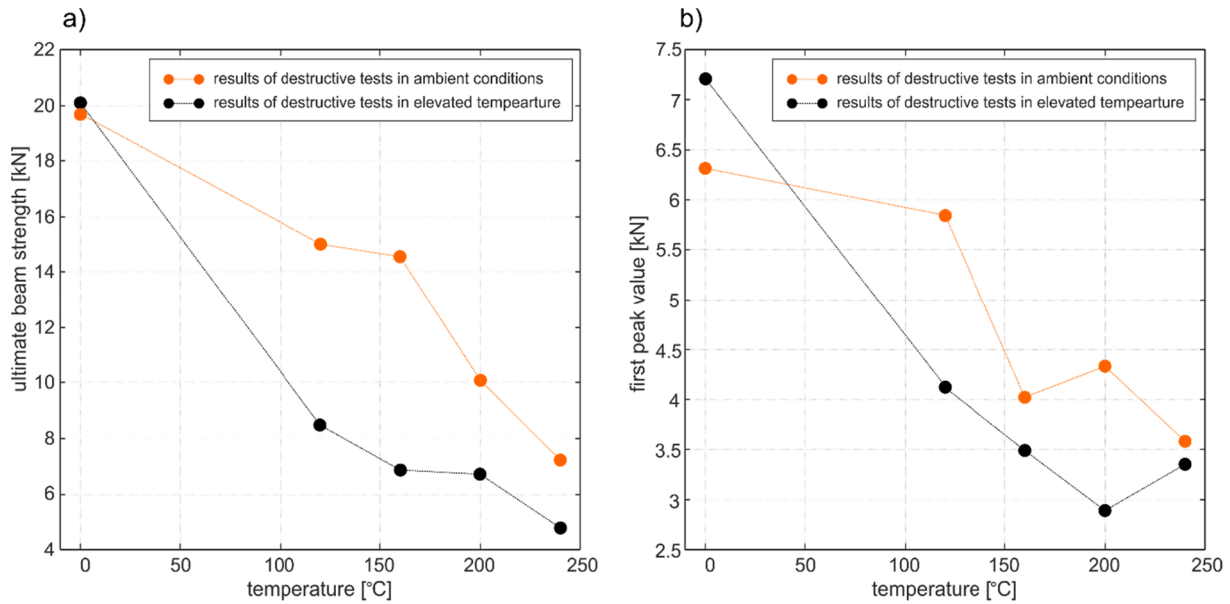 a)
22
20
18
16
14
12
10
8
6
4
ultimate beam strength [kN]
results of destructive tests in ambient conditions
results of destructive tests in elevated tempearture
0 50 100 150 200 250
temperature [°C]
b)
7.5
7
6.5
6
5.5
5
4.5
4
3.5
3
2.5
first peak value [kN]
results of destructive tests in ambient conditions
results of destructive tests in elevated tempearture
0 50 100 150 200 250
temperature [°C]